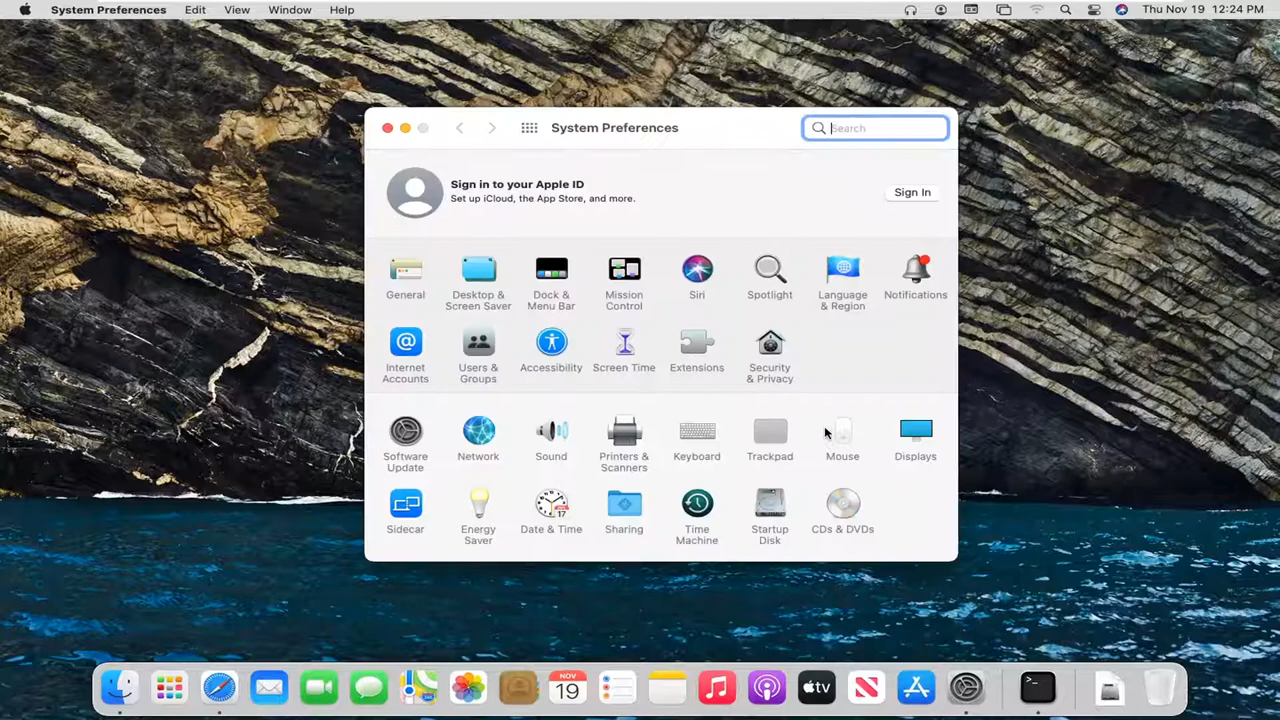 System Preferences Edit View Window Help Thu Nov 19 12:24 PM
System Preferences Search
Sign in to your Apple ID
Set up iCloud, the App Store, and more.
Sign In
General Desktop & Screen Saver Dock & Menu Bar Mission Control Siri Spotlight Language & Region Notifications
Internet Accounts Users & Groups Accessibility Screen Time Extensions Security & Privacy
Software Update Network Sound Printers & Scanners Keyboard Trackpad Mouse Displays
17
Sidecar Energy Saver Date & Time Sharing Time Machine Startup Disk CDs & DVDs
NOV
19
tv
>_